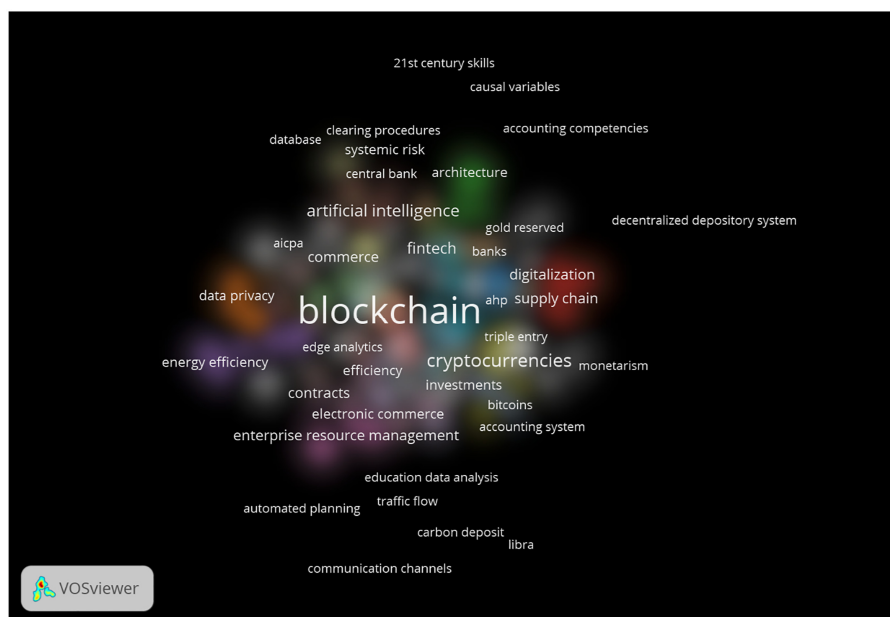 21st century skills
causal variables
accounting competencies
clearing procedures
database
systemic risk
central bank
architecture
artificial intelligence
decentralized depository system
gold reserved
aicpa
fintech
banks
commerce
digitalization
data privacy
supply chain
ahp
blockchain
triple entry
edge analytics
energy efficiency
cryptocurrencies
monetarism
efficiency
investments
contracts
bitcoins
electronic commerce
accounting system
enterprise resource management
education data analysis
traffic flow
automated planning
carbon deposit
libra
communication channels
VOSviewer